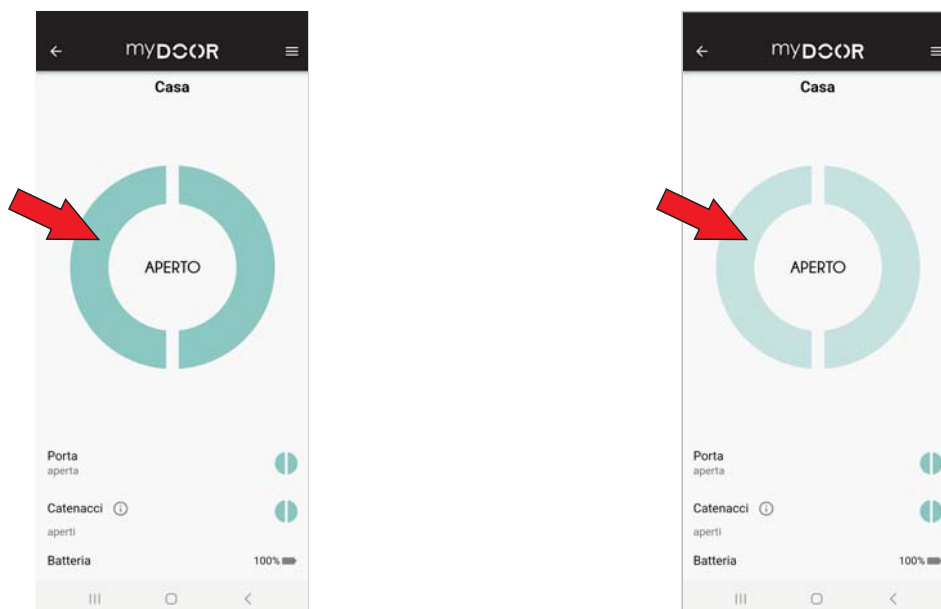 myDOOR
Casa
APERTO
Porta
aperta
Catenacci
aperti
Batteria 100%
myDOOR
Casa
APERTO
Porta
aperta
Catenacci
aperti
Batteria 100%